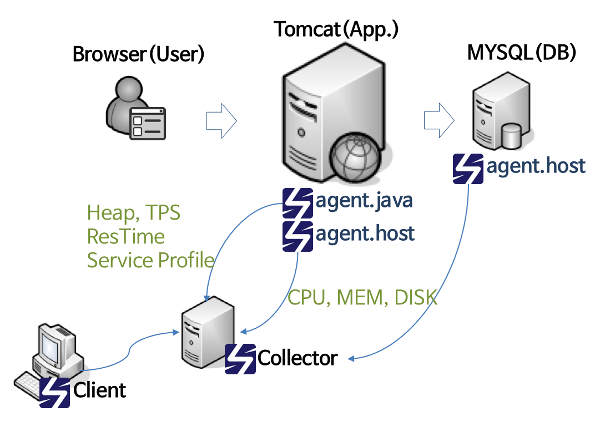 Tomcat(App.)
Browser(User)
MYSQL(DB)
agent.host
agent.java
agent.host
Heap, TPS
ResTime
Service Profile
CPU, MEM, DISK
Collector
Client